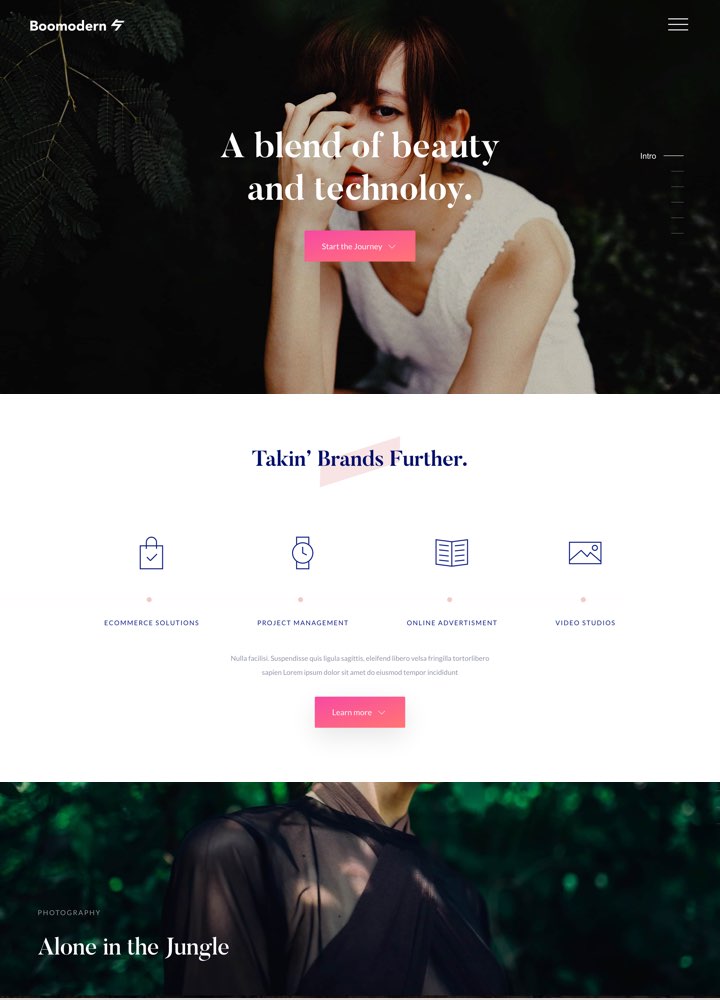 Boomodern
Intro
A blend of beauty
and technoloy.
Start the Journey
Takin’ Brands Further.
ECOMMERCE SOLUTIONS
PROJECT MANAGEMENT
ONLINE ADVERTISMENT
VIDEO STUDIOS
Nulla facilisi. Suspendisse quis ligula sagittis, eleifend libero velsa fringilla tortorlibero
sapien Lorem ipsum dolor sit amet do eiusmod tempor incididunt
Learn more
PHOTOGRAPHY
Alone in the Jungle